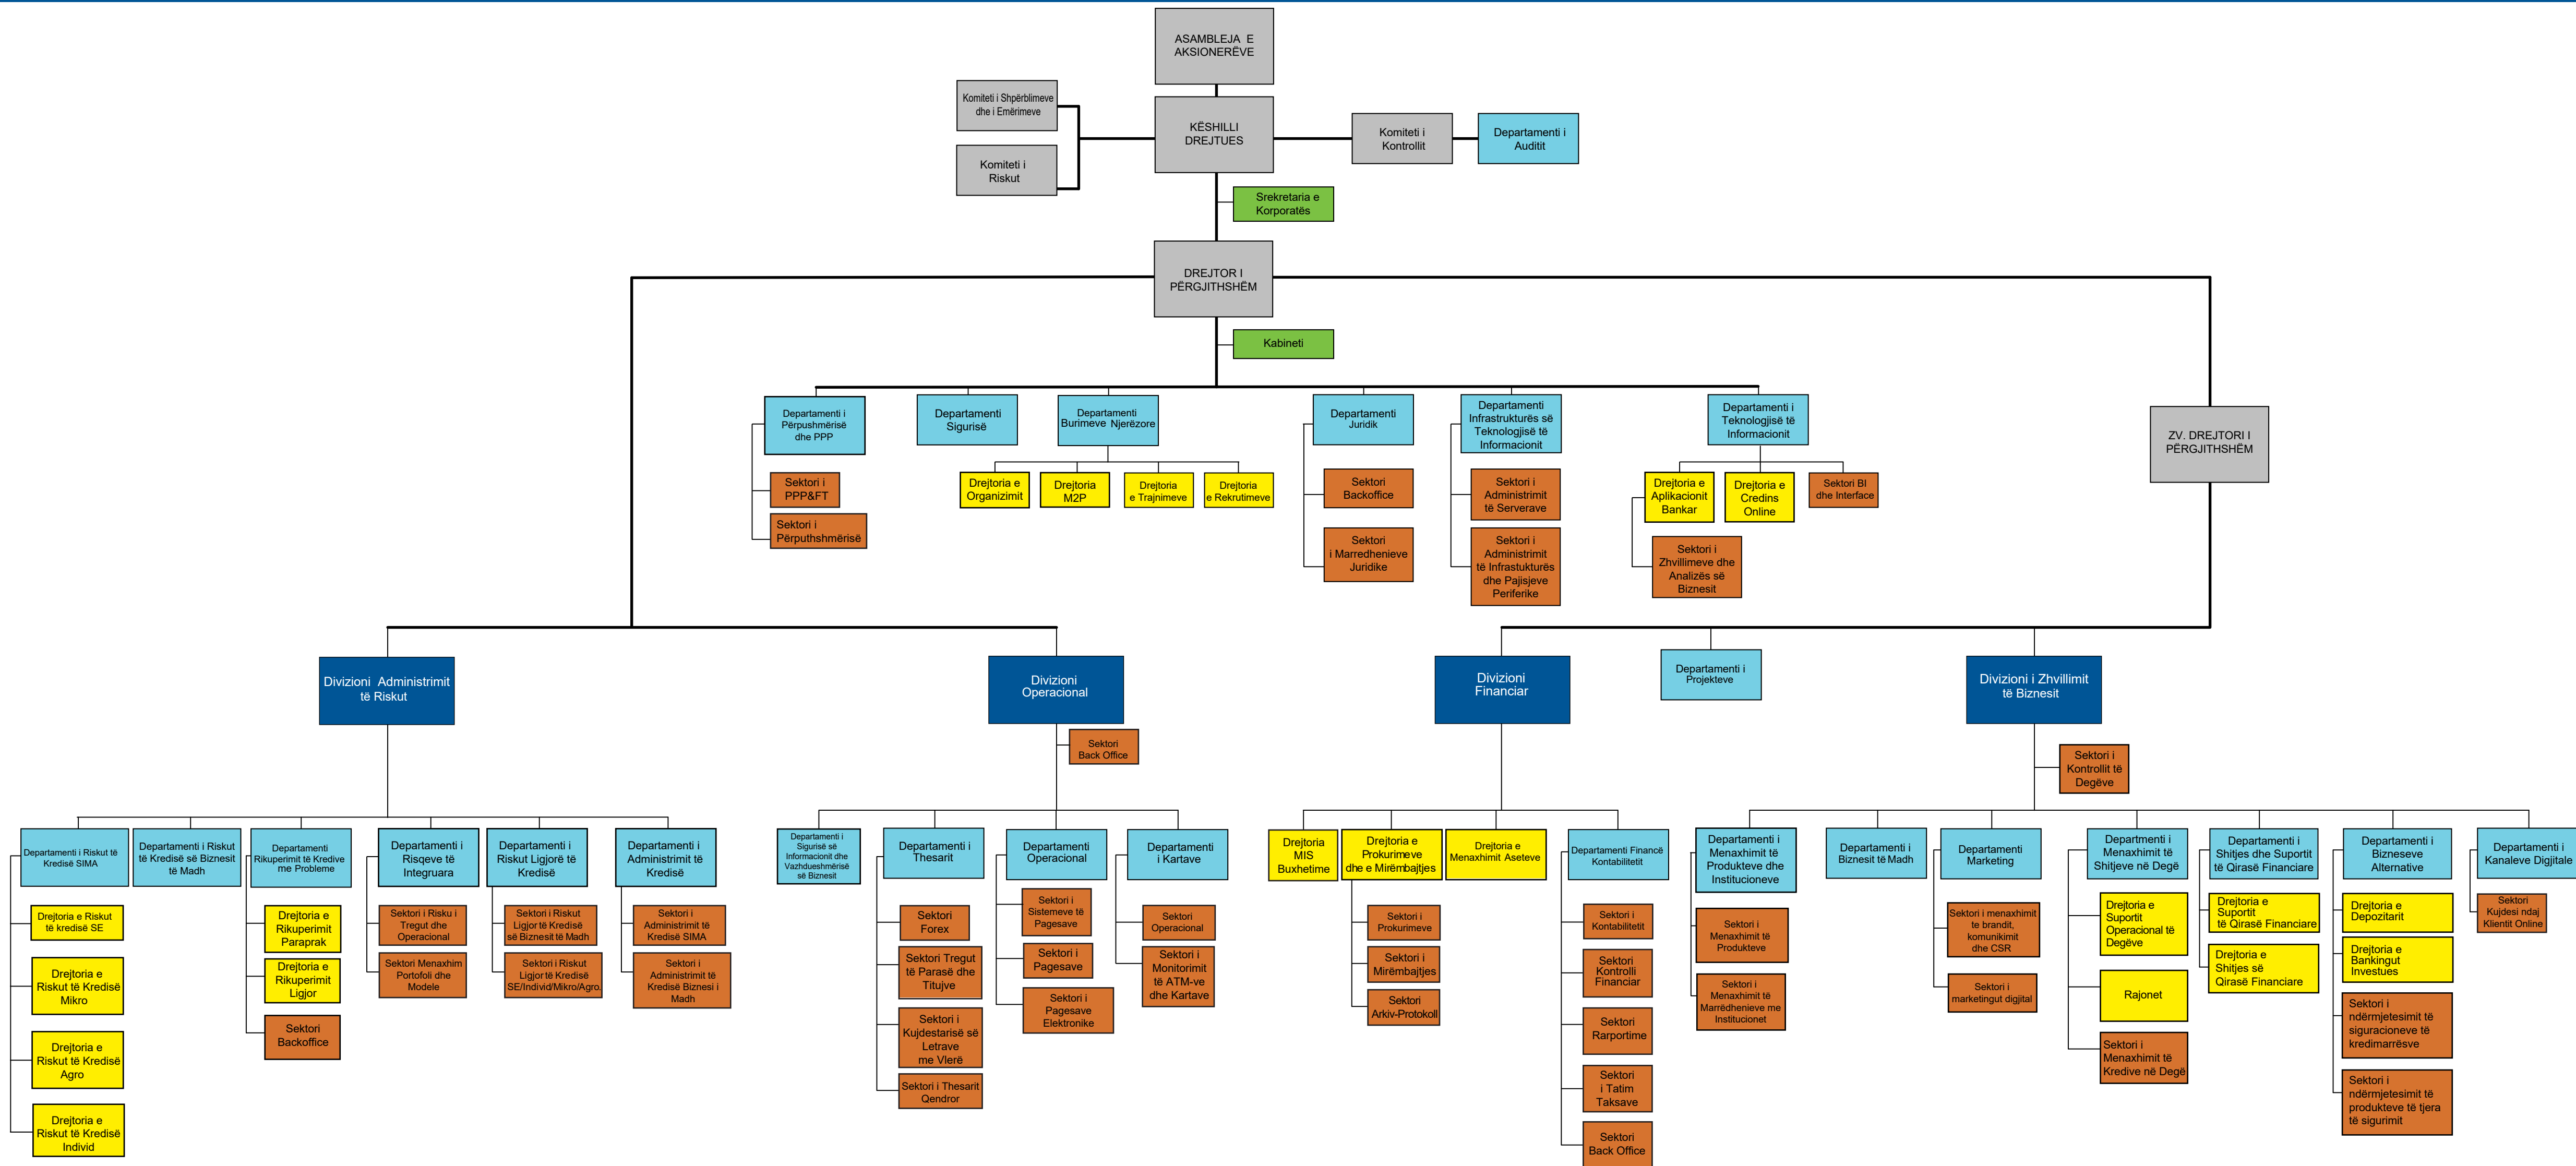 ASAMBLEJA E
AKSIONERËVE
Komiteti i Shpërblimeve
dhe i Emërimeve
KËSHILLI
DREJTUES
Komiteti i
Kontrollit
Departamenti i
Auditit
Komiteti i
Riskut
Srekretaria e
Korporatës
DREJTOR I
PËRGJITHSHËM
Kabineti
Departamenti i
Përpushmërisë
dhe PPP
Departamenti
Sigurisë
Departamenti
Burimeve Njerëzore
Departamenti
Juridik
Departamenti
Infrastrukturës së
Teknologjisë të
Informacionit
Departamenti i
Teknologjisë të
Informacionit
ZV. DREJTORI I
PËRGJITHSHËM
Sektori i
PPP&FT
Sektori i
Përputhshmërisë
Drejtoria e
Organizimit
Drejtoria
M2P
Drejtoria
e Trajnimeve
Drejtoria
e Rekrutimeve
Sektori
Backoffice
Sektori
i Marredhenieve
Juridike
Sektori i
Administrimit
të Serverave
Sektori i
Administrimit
të Infrastukturës
dhe Pajisjeve
Periferike
Drejtoria e
Aplikacionit
Bankar
Drejtoria e
Credins
Online
Sektori BI
dhe Interface
Sektori i
Zhvillimeve dhe
Analizës së
Biznesit
Divizioni Administrimit
të Riskut
Divizioni
Operacional
Divizioni
Financiar
Departamenti i
Projekteve
Divizioni i Zhvillimit
të Biznesit
Sektori
Back Office
Sektori i
Kontrollit të
Degëve
Departamenti i Riskut të
Kredisë SIMA
Departamenti i Riskut
të Kredisë së Biznesit
të Madh
Departamenti
Rikuperimit të Kredive
me Probleme
Departamenti i
Risqeve të
Integruara
Departamenti i
Riskut Ligjorë të
Kredisë
Departamenti i
Administrimit të
Kredisë
Departamenti i
Sigurisë së
Informacionit dhe
Vazhdueshmërisë
së Biznesit
Departamenti i
Thesarit
Departamenti
Operacional
Departamenti
i Kartave
Drejtoria
MIS
Buxhetime
Drejtoria e
Prokurimeve
dhe e Mirëmbajtjes
Drejtoria e
Menaxhimit Aseteve
Departamenti Financë
Kontabilitetit
Departamenti i
Menaxhimit të
Produkteve dhe
Institucioneve
Departamenti i
Biznesit të Madh
Departamenti
Marketing
Departmenti i
Menaxhimit të
Shitjeve në Degë
Departamenti i
Shitjes dhe Suportit
të Qirasë Financiare
Departamenti i
Bizneseve
Alternative
Departamenti i
Kanaleve Digjitale
Drejtoria e Riskut
të kredisë SE
Drejtoria e
Riskut të Kredisë
Mikro
Drejtoria e
Riskut të Kredisë
Agro
Drejtoria e
Riskut të Kredisë
Individ
Drejtoria e
Rikuperimit
Paraprak
Drejtoria e
Rikuperimit
Ligjor
Sektori
Backoffice
Sektori i Risku i
Tregut dhe
Operacional
Sektori Menaxhim
Portofoli dhe
Modele
Sektori i Riskut
Ligjor të Kredisë
së Biznesit të Madh
Sektori i Riskut
Ligjor të Kredisë
SE/Individ/Mikro/Agro.
Sektori i
Administrimit të
Kredisë SIMA
Sektori i
Administrimit të
Kredisë Biznesi i
Madh
Sektori
Forex
Sektori Tregut
të Parasë dhe
Titujve
Sektori i
Kujdestarisë së
Letrave
me Vlerë
Sektori i Thesarit
Qendror
Sektori i
Sistemeve të
Pagesave
Sektori i
Pagesave
Sektori i
Pagesave
Elektronike
Sektori
Operacional
Sektori i
Monitorimit
të ATM-ve
dhe Kartave
Sektori i
Prokurimeve
Sektori i
Mirëmbajtjes
Sektori
Arkiv-Protokoll
Sektori i
Kontabilitetit
Sektori
Kontrolli
Financiar
Sektori
Rarportime
Sektori
i Tatim
Taksave
Sektori
Back Office
Sektori i
Menaxhimit të
Produkteve
Sektori i
Menaxhimit të
Marrëdhenieve me
Institucionet
Sektori i menaxhimit
te brandit,
komunikimit
dhe CSR
Sektori i
marketingut digjital
Drejtoria e
Suportit
Operacional të
Degëve
Rajonet
Sektori i
Menaxhimit të
Kredive në Degë
Drejtoria e
Suportit
të Qirasë Financiare
Drejtoria e
Shitjes së
Qirasë Financiare
Drejtoria e
Depozitarit
Drejtoria e
Bankingut
Investues
Sektori i
ndërmjetesimit të
siguracioneve të
kredimarrësve
Sektori i
ndërmjetesimit të
produkteve të tjera
të sigurimit
Sektori
Kujdesi ndaj
Klientit Online